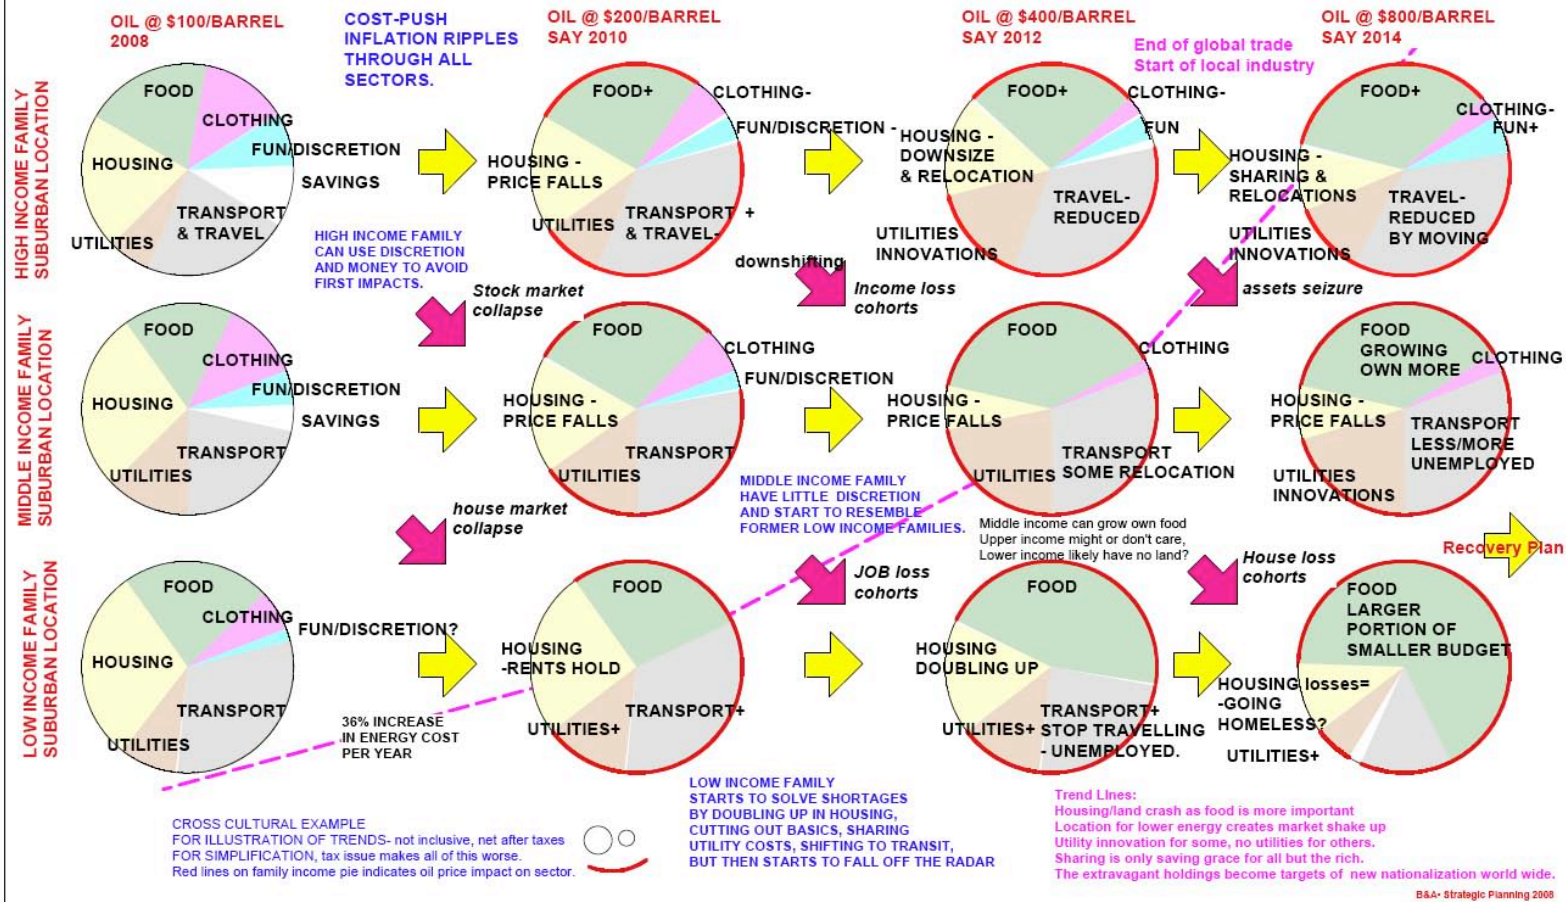 OIL @ $100/BARREL
2008
COST-PUSH
INFLATION RIPPLES
THROUGH ALL
SECTORS.
OIL @ $200/BARREL
SAY 2010
OIL @ $400/BARREL
SAY 2012
End of global trade
Start of local industry
OIL @ $800/BARREL
SAY 2014
HIGH INCOME FAMILY
SUBURBAN LOCATION
FOOD
CLOTHING
FUN/DISCRETION
SAVINGS
HOUSING
TRANSPORT
& TRAVEL
UTILITIES
HIGH INCOME FAMILY
CAN USE DISCRETION
AND MONEY TO AVOID
FIRST IMPACTS.
FOOD+
CLOTHING-
FUN/DISCRETION -
HOUSING -
PRICE FALLS
UTILITIES
TRANSPORT +
& TRAVEL-
FOOD+
CLOTHING-
FUN
HOUSING -
DOWNSIZE
& RELOCATION
TRAVEL-
REDUCED
UTILITIES
INNOVATIONS
FOOD+
CLOTHING-
FUN+
HOUSING -
SHARING &
RELOCATIONS
TRAVEL-
REDUCED
BY MOVING
UTILITIES
INNOVATIONS
Stock market
collapse
downshifting
Income loss
cohorts
assets seizure
MIDDLE INCOME FAMILY
SUBURBAN LOCATION
FOOD
CLOTHING
FUN/DISCRETION
SAVINGS
HOUSING
TRANSPORT
UTILITIES
FOOD
CLOTHING
FUN/DISCRETION
HOUSING -
PRICE FALLS
TRANSPORT
UTILITIES
FOOD
CLOTHING
HOUSING -
PRICE FALLS
TRANSPORT
SOME RELOCATION
UTILITIES
FOOD
GROWING
OWN MORE
CLOTHING
HOUSING -
PRICE FALLS
TRANSPORT
LESS/MORE
UNEMPLOYED
UTILITIES
INNOVATIONS
house market
collapse
MIDDLE INCOME FAMILY
HAVE LITTLE DISCRETION
AND START TO RESEMBLE
FORMER LOW INCOME FAMILIES.
Middle income can grow own food
Upper income might or don't care,
Lower income likely have no land?
JOB loss
cohorts
House loss
cohorts
Recovery Plan
LOW INCOME FAMILY
SUBURBAN LOCATION
FOOD
CLOTHING
FUN/DISCRETION?
HOUSING
TRANSPORT
UTILITIES
36% INCREASE
IN ENERGY COST
PER YEAR
FOOD
HOUSING
-RENTS HOLD
UTILITIES+
TRANSPORT+
FOOD
HOUSING
DOUBLING UP
UTILITIES+
TRANSPORT+
STOP TRAVELLING
- UNEMPLOYED.
FOOD
LARGER
PORTION OF
SMALLER BUDGET
HOUSING losses=
-GOING
HOMELESS?
UTILITIES+
CROSS CULTURAL EXAMPLE
FOR ILLUSTRATION OF TRENDS- not inclusive, net after taxes
FOR SIMPLIFICATION, tax issue makes all of this worse.
Red lines on family income pie indicates oil price impact on sector.
LOW INCOME FAMILY
STARTS TO SOLVE SHORTAGES
BY DOUBLING UP IN HOUSING,
CUTTING OUT BASICS, SHARING
UTILITY COSTS, SHIFTING TO TRANSIT,
BUT THEN STARTS TO FALL OFF THE RADAR
Trend LInes:
Housing/land crash as food is more important
Location for lower energy creates market shake up
Utility innovation for some, no utilities for others.
Sharing is only saving grace for all but the rich.
The extravagant holdings become targets of new nationalization world wide.
B&A• Strategic Planning 2008